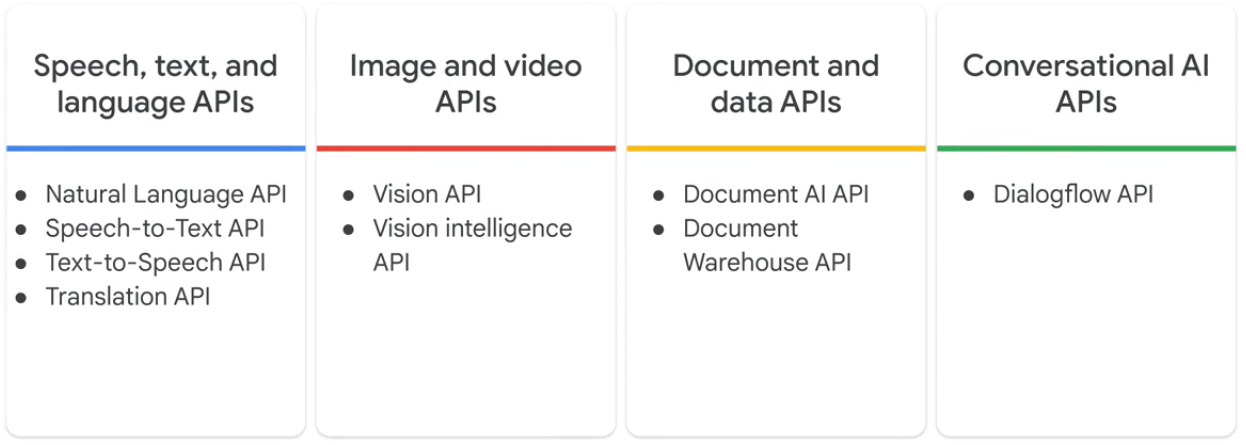 Speech, text, and
language APIs
● Natural Language API
● Speech-to-Text API
● Text-to-Speech API
● Translation API
Image and video
APIs
● Vision API
● Vision intelligence
API
Document and
data APIs
● Document AI API
● Document
Warehouse API
Conversational AI
APIs
● Dialogflow API